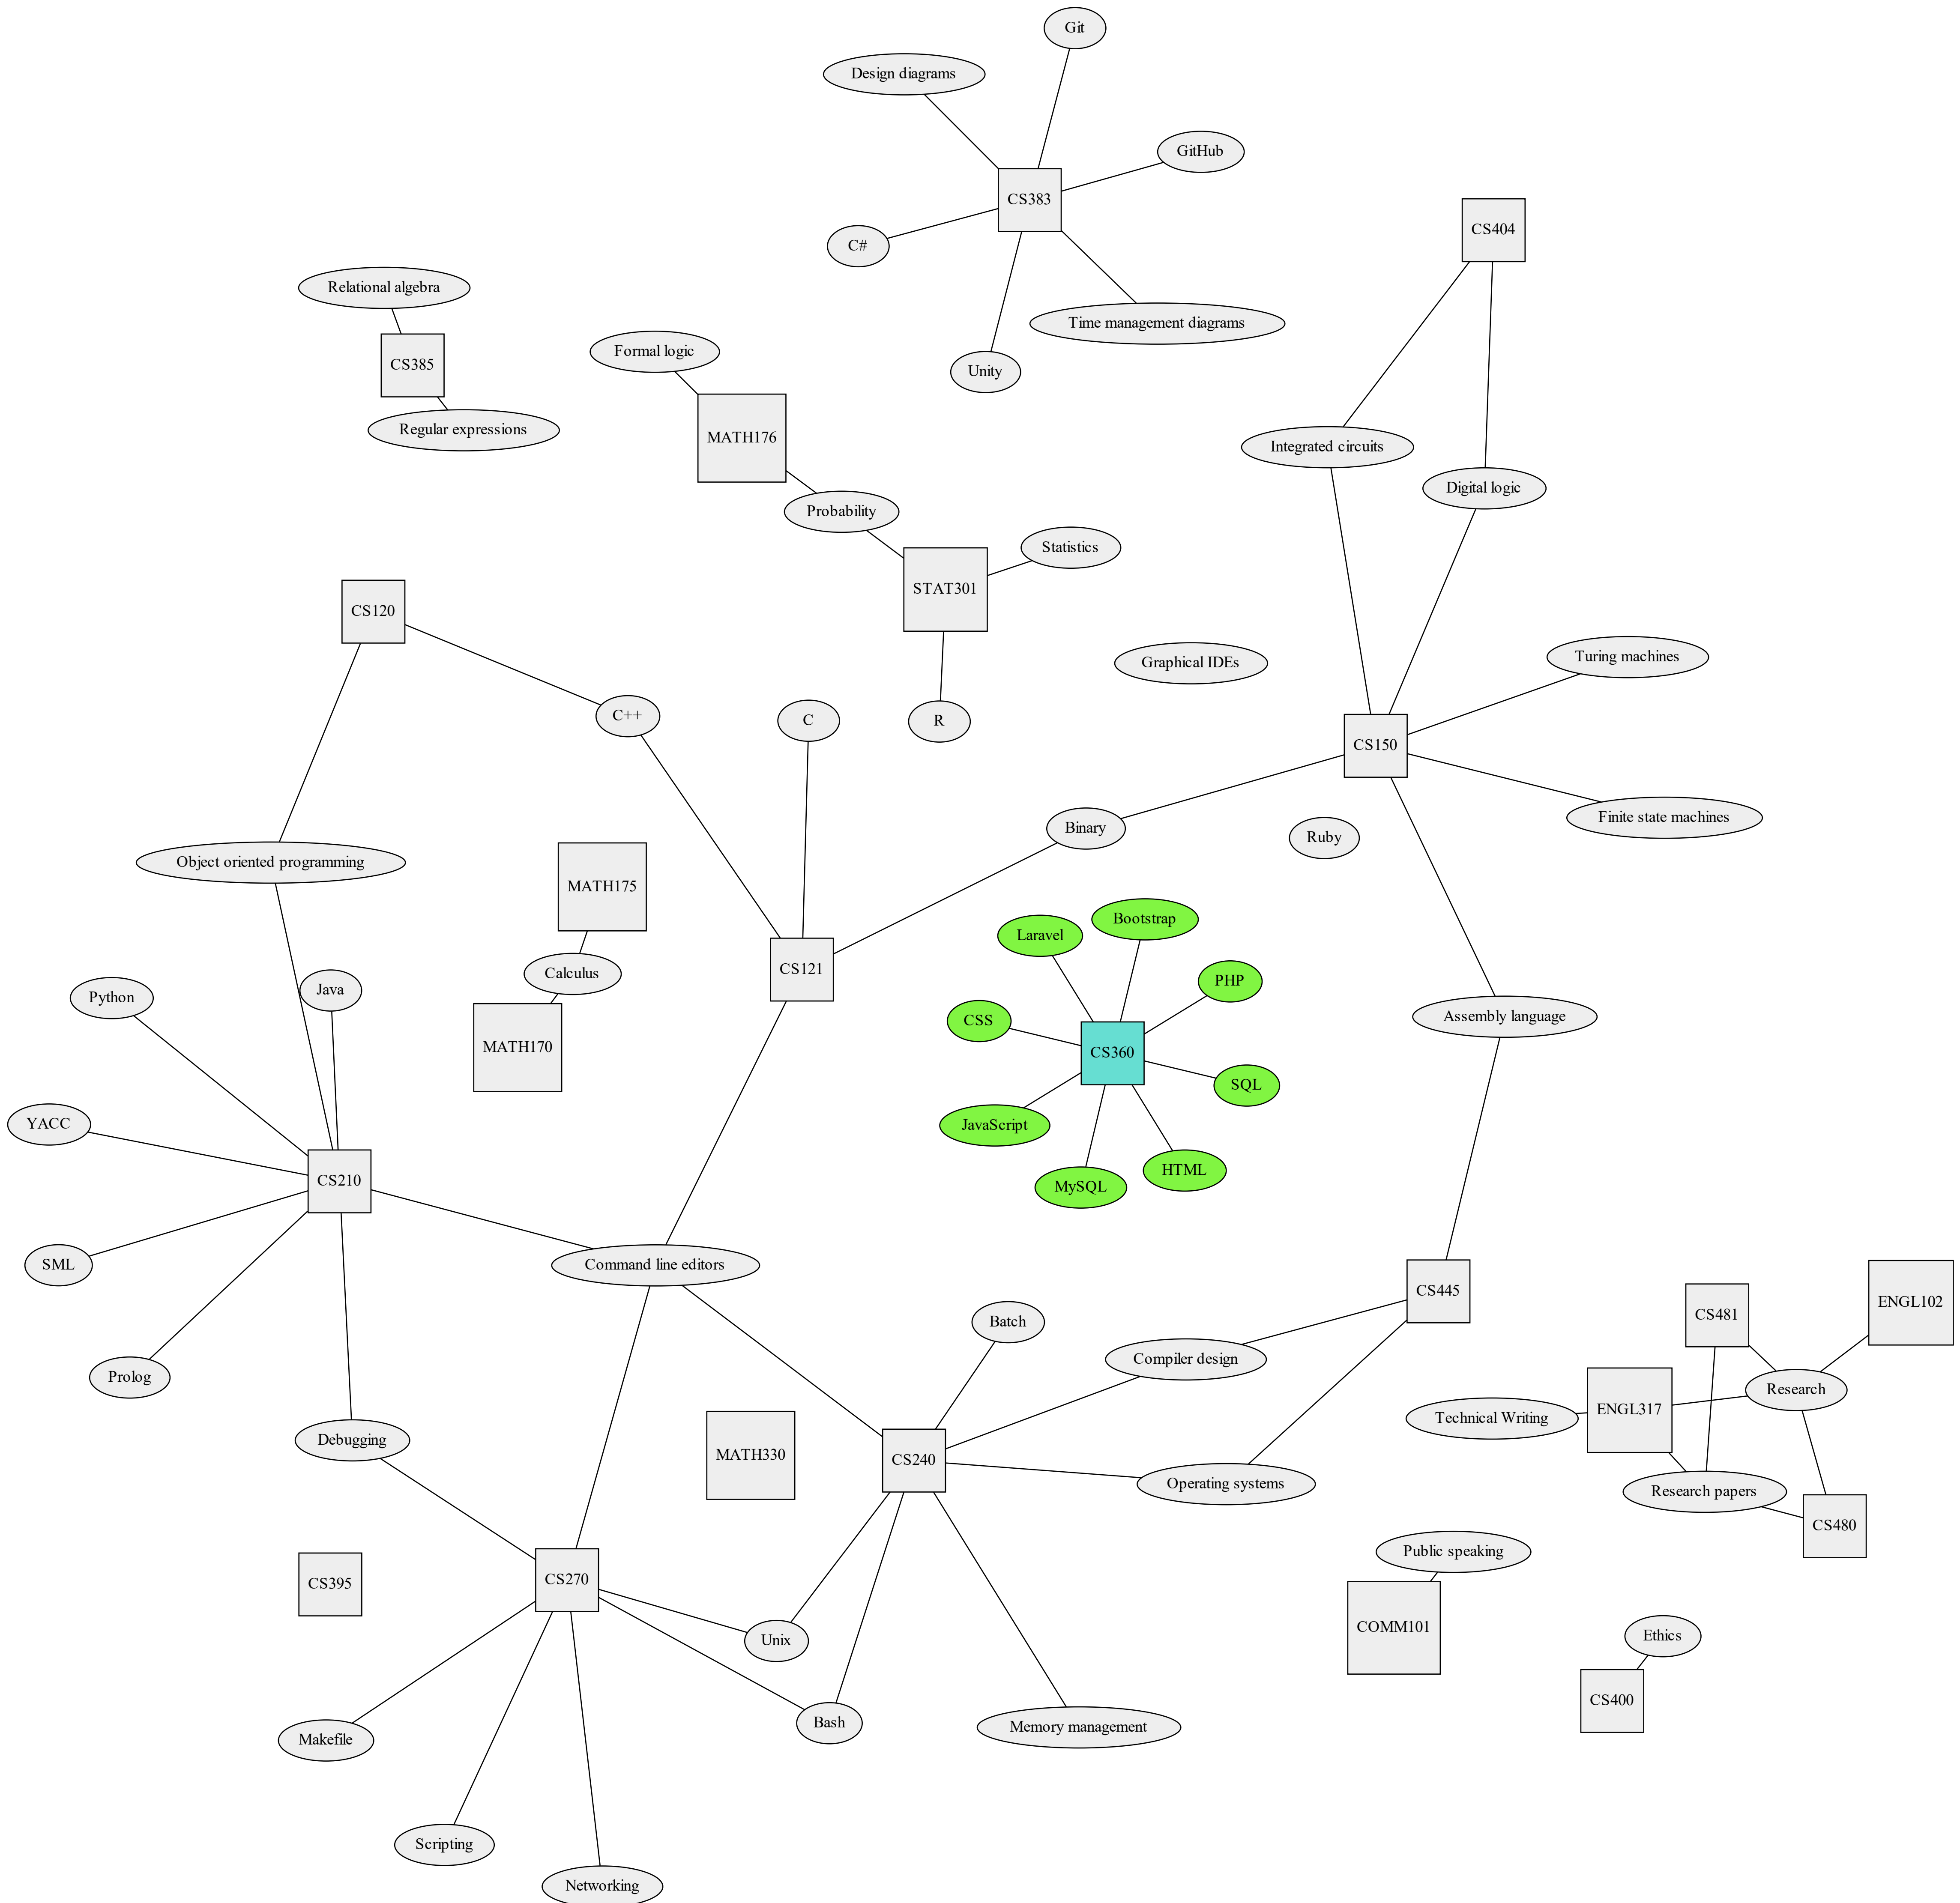 Git
Design diagrams
GitHub
CS383
CS404
C#
Relational algebra
Time management diagrams
Formal logic
CS385
Unity
Regular expressions
MATH176
Integrated circuits
Digital logic
Probability
Statistics
STAT301
CS120
Turing machines
Graphical IDEs
C++
C
R
CS150
Finite state machines
Binary
Ruby
Object oriented programming
MATH175
Bootstrap
Laravel
CS121
Calculus
PHP
Java
Python
Assembly language
CSS
MATH170
CS360
SQL
YACC
JavaScript
HTML
CS210
MySQL
SML
Command line editors
CS445
ENGL102
CS481
Batch
Compiler design
Prolog
Research
ENGL317
Technical Writing
Debugging
MATH330
CS240
Operating systems
Research papers
CS480
Public speaking
CS270
CS395
COMM101
Ethics
Unix
CS400
Bash
Memory management
Makefile
Scripting
Networking